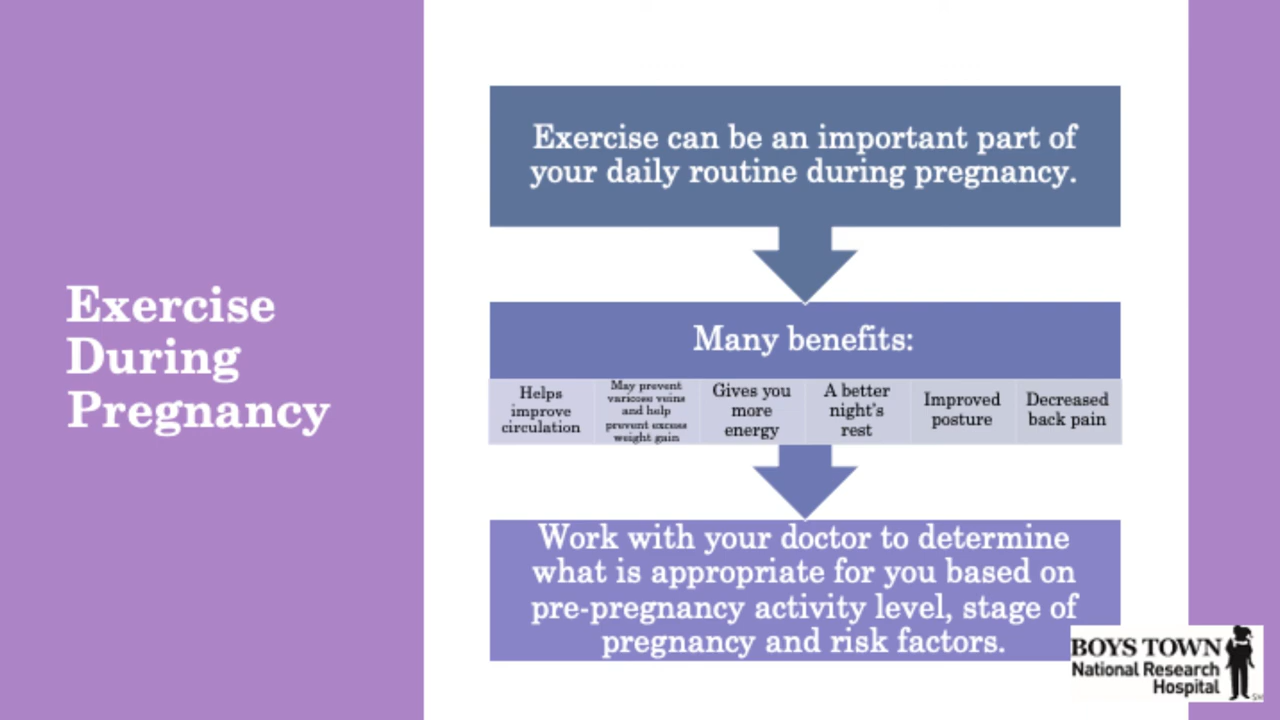 Exercise
During
Pregnancy
Exercise can be an important part of
your daily routine during pregnancy.
Many benefits:
Helps
improve
circulation
May prevent
varicose veins
and help
prevent excess
weight gain
Gives you
more
energy
A better
night's
rest
Improved
posture
Decreased
back pain
Work with your doctor to determine
what is appropriate for you based on
pre-pregnancy activity level, stage of
pregnancy and risk factors.
BOYS TOWN
National Research
Hospital
SM